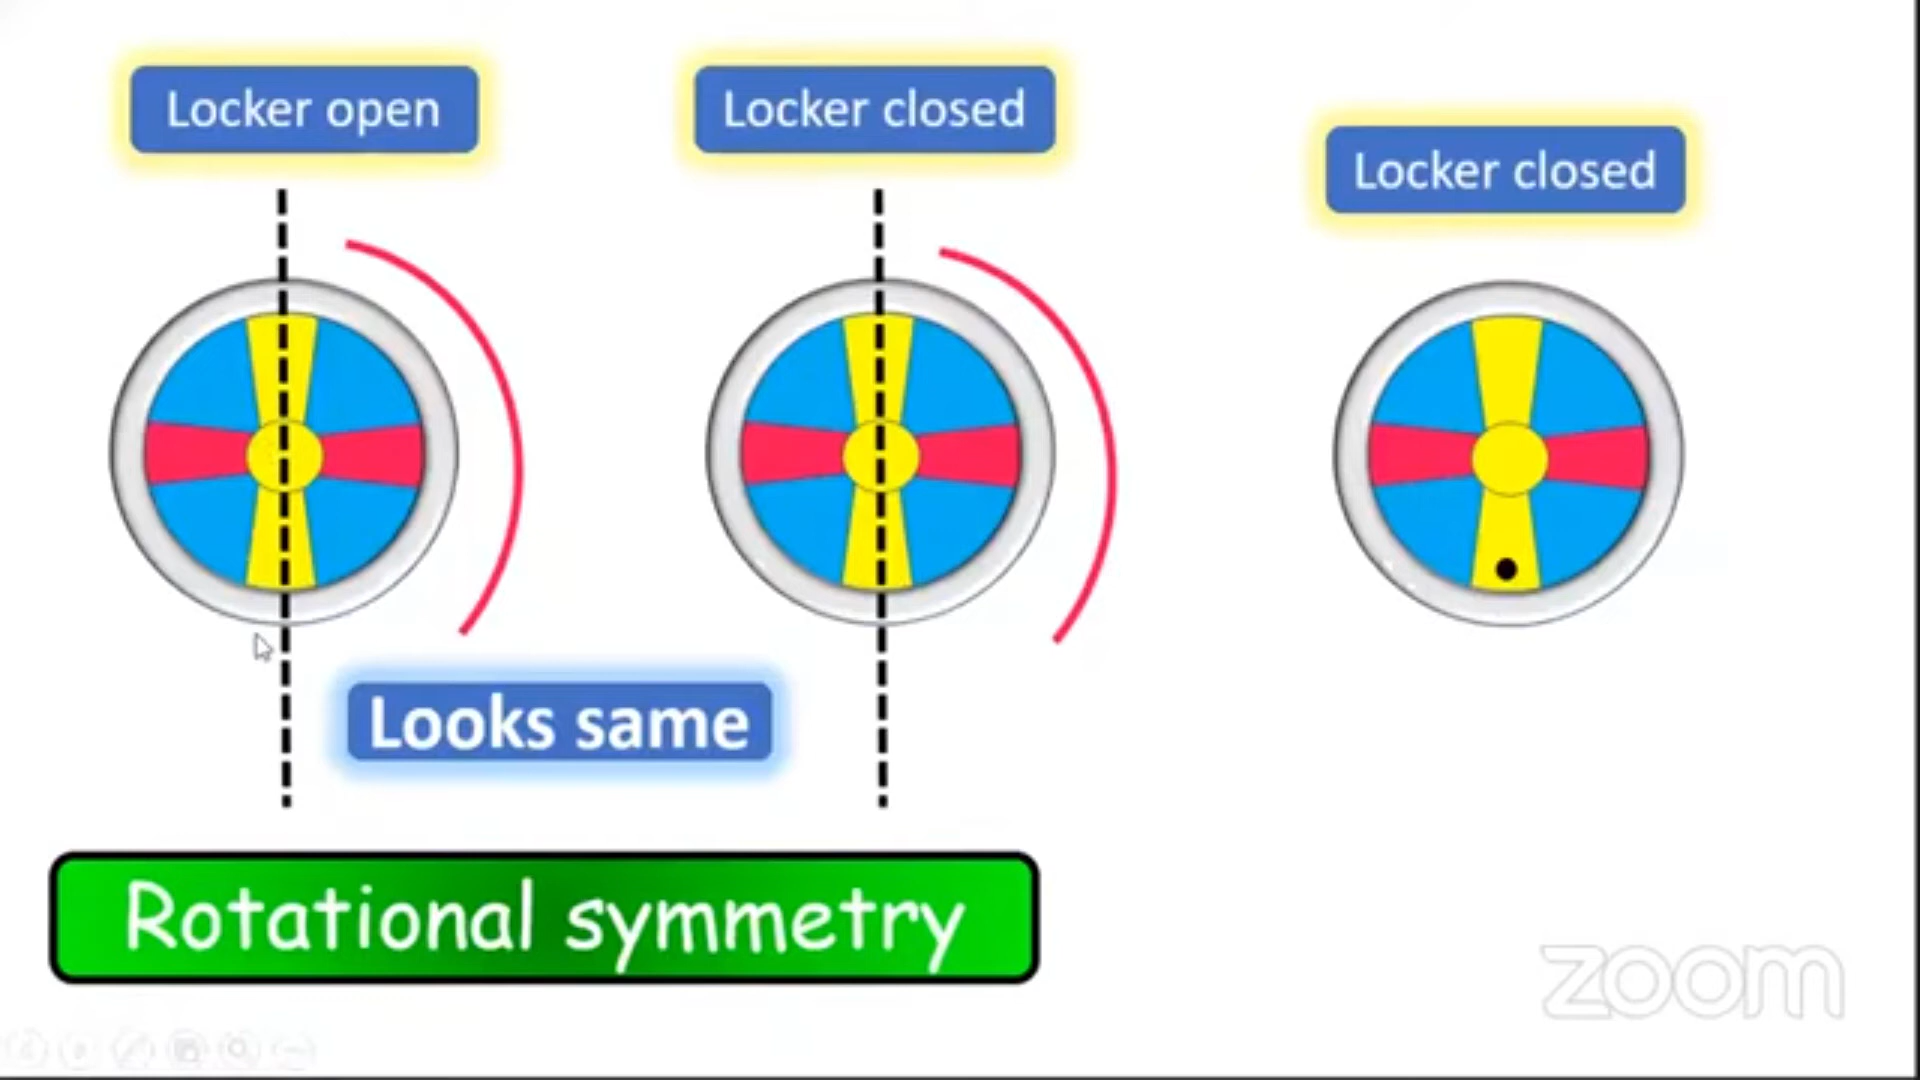 Locker open
Locker closed
Locker closed
Looks same
Rotational symmetry
zoom